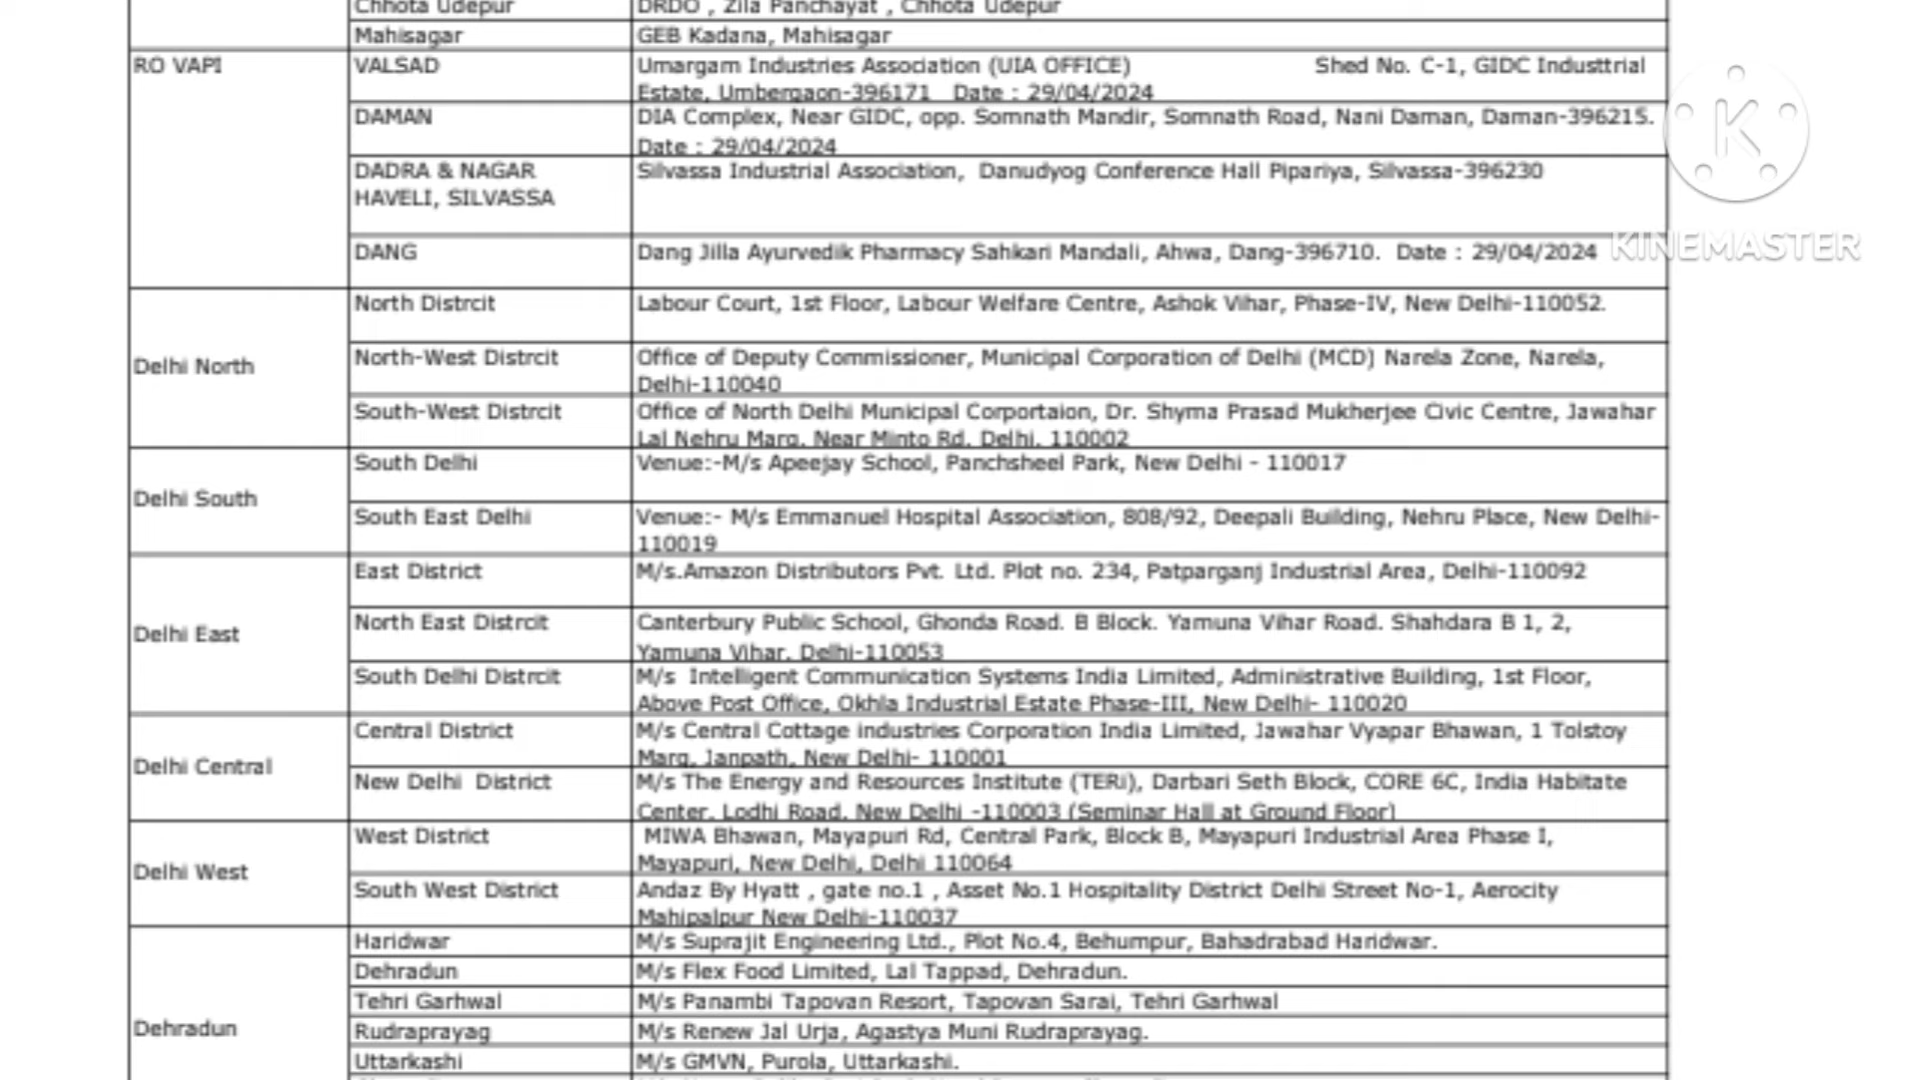 Chhota Udepur DRDO , Zila Panchayat , Chhota Udepur
Mahisagar GEB Kadana, Mahisagar
RO VAPI VALSAD Umargam Industries Association (UIA OFFICE) Shed No. C-1, GIDC Industtrial
Estate, Umbergaon-396171 Date : 29/04/2024
DAMAN DIA Complex, Near GIDC, opp. Somnath Mandir, Somnath Road, Nani Daman, Daman-396215.
Date : 29/04/2024
DADRA & NAGAR Silvassa Industrial Association, Danudyog Conference Hall Pipariya, Silvassa-396230
HAVELI, SILVASSA
K
KINEMASTER
DANG Dang Jilla Ayurvedik Pharmacy Sahkari Mandali, Ahwa, Dang-396710. Date : 29/04/2024
Delhi North
North Distrcit Labour Court, 1st Floor, Labour Welfare Centre, Ashok Vihar, Phase-IV, New Delhi-110052.
North-West Distrcit Office of Deputy Commissioner, Municipal Corporation of Delhi (MCD) Narela Zone, Narela,
Delhi-110040
South-West Distrcit Office of North Delhi Municipal Corportaion, Dr. Shyma Prasad Mukherjee Civic Centre, Jawahar
Lal Nehru Marg, Near Minto Rd, Delhi, 110002
Delhi South
South Delhi Venue:-M/s Apeejay School, Panchsheel Park, New Delhi - 110017
South East Delhi Venue:- M/s Emmanuel Hospital Association, 808/92, Deepali Building, Nehru Place, New Delhi-
110019
Delhi East
East District M/s.Amazon Distributors Pvt. Ltd. Plot no. 234, Patparganj Industrial Area, Delhi-110092
North East Distrcit Canterbury Public School, Ghonda Road. B Block. Yamuna Vihar Road. Shahdara B 1, 2,
Yamuna Vihar, Delhi-110053
South Delhi Distrcit M/s Intelligent Communication Systems India Limited, Administrative Building, 1st Floor,
Above Post Office, Okhla Industrial Estate Phase-III, New Delhi- 110020
Delhi Central
Central District M/s Central Cottage industries Corporation India Limited, Jawahar Vyapar Bhawan, 1 Tolstoy
Marg, Janpath, New Delhi- 110001
New Delhi District M/s The Energy and Resources Institute (TERi), Darbari Seth Block, CORE 6C, India Habitate
Center, Lodhi Road, New Delhi -110003 (Seminar Hall at Ground Floor)
Delhi West
West District MIWA Bhawan, Mayapuri Rd, Central Park, Block B, Mayapuri Industrial Area Phase I,
Mayapuri, New Delhi, Delhi 110064
South West District Andaz By Hyatt , gate no.1 , Asset No.1 Hospitality District Delhi Street No-1, Aerocity
Mahipalpur New Delhi-110037
Dehradun
Haridwar M/s Suprajit Engineering Ltd., Plot No.4, Behumpur, Bahadrabad Haridwar.
Dehradun M/s Flex Food Limited, Lal Tappad, Dehradun.
Tehri Garhwal M/s Panambi Tapovan Resort, Tapovan Sarai, Tehri Garhwal
Rudraprayag M/s Renew Jal Urja, Agastya Muni Rudraprayag.
Uttarkashi M/s GMVN, Purola, Uttarkashi.